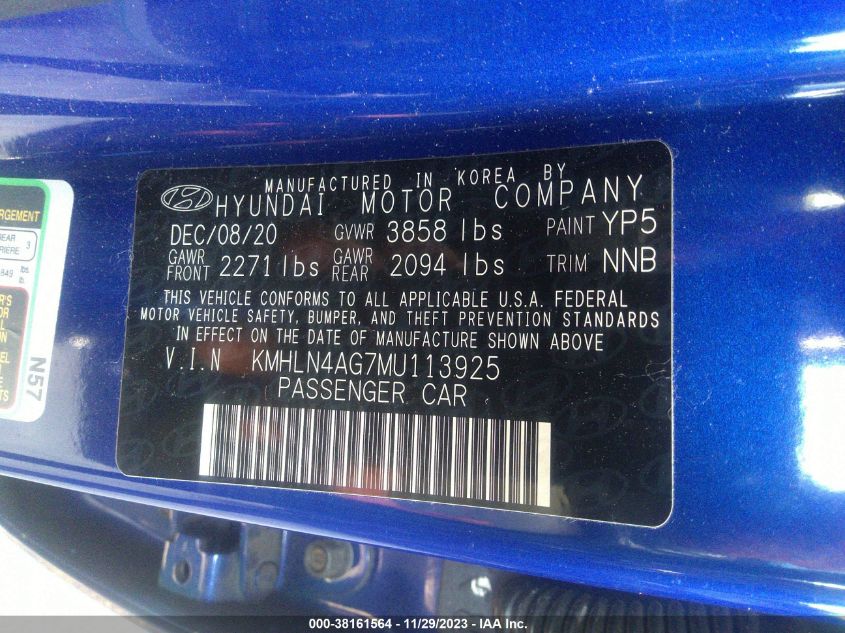 MANUFACTURED IN KOREA BY
HYUNDAI MOTOR COMPANY
DEC/08/20 GVWR 3858 lbs PAINT YP5
GAWR FRONT 2271 lbs GAWR REAR 2094 lbs TRIM NNB
THIS VEHICLE CONFORMS TO ALL APPLICABLE U.S.A. FEDERAL
MOTOR VEHICLE SAFETY, BUMPER, AND THEFT PREVENTION STANDARDS
IN EFFECT ON THE DATE OF MANUFACTURE SHOWN ABOVE
V.I.N KMHLN4AG7MU113925
PASSENGER CAR
3
849 lbs.
N57
000-38161564 - 11/29/2023 - IAA Inc.